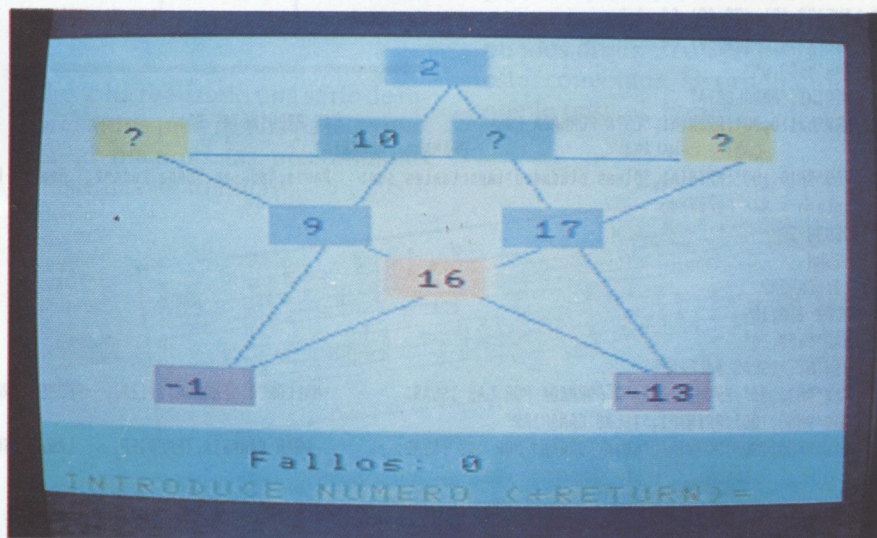 2
? 10 ? ?
9 17
16
-1 -13
Fallos: 0
INTRODUCE NUMERO (+RETURN)=